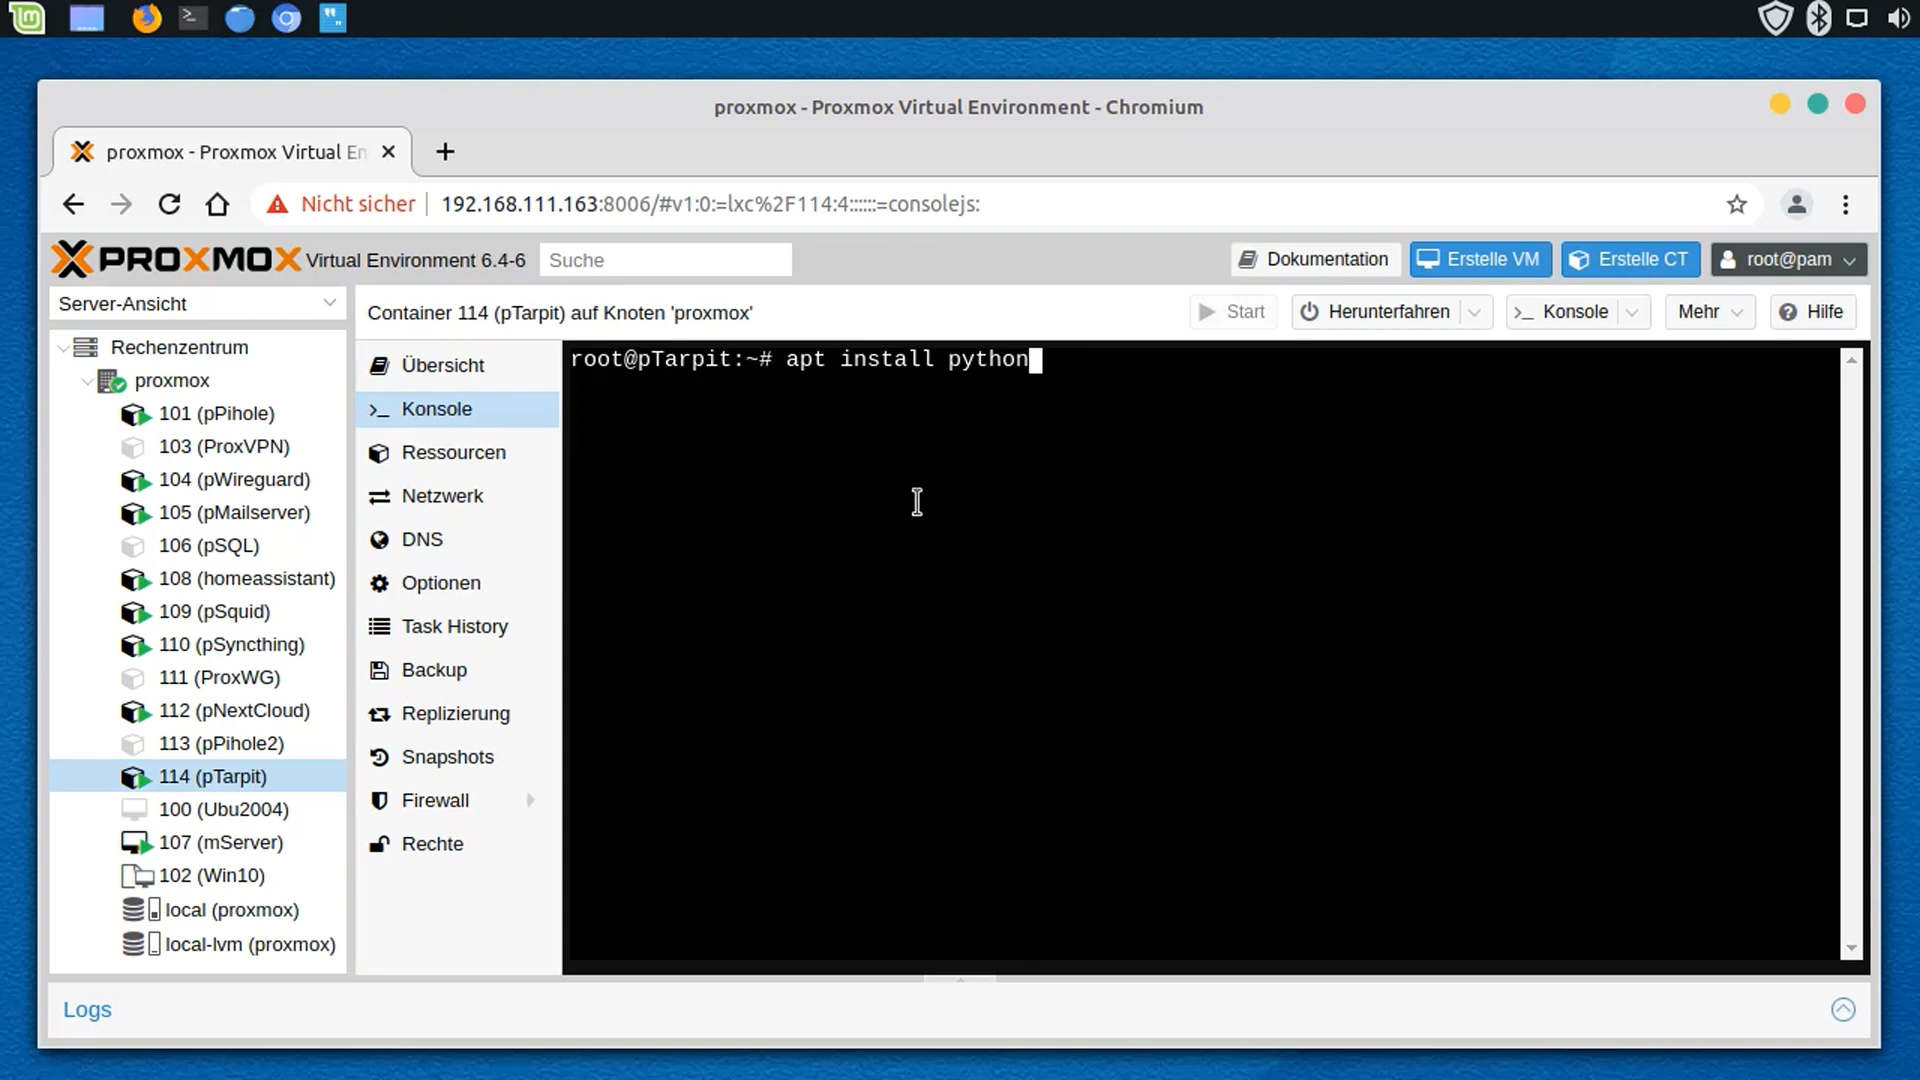 proxmox - Proxmox Virtual Environment - Chromium
proxmox - Proxmox Virtual En
Nicht sicher 192.168.111.163:8006/#v1:0:=lxc%2F114:4::::::=consolejs:
PROXMOX Virtual Environment 6.4-6 Suche Dokumentation Erstelle VM Erstelle CT root@pam
Server-Ansicht
Container 114 (pTarpit) auf Knoten 'proxmox' Start Herunterfahren >_ Konsole Mehr Hilfe
Rechenzentrum
proxmox
101 (pPihole)
103 (ProxVPN)
104 (pWireguard)
105 (pMailserver)
106 (pSQL)
108 (homeassistant)
109 (pSquid)
110 (pSyncthing)
111 (ProxWG)
112 (pNextCloud)
113 (pPihole2)
114 (pTarpit)
100 (Ubu2004)
107 (mServer)
102 (Win10)
local (proxmox)
local-lvm (proxmox)
Übersicht
>_ Konsole
Ressourcen
Netzwerk
DNS
Optionen
Task History
Backup
Replizierung
Snapshots
Firewall
Rechte
root@pTarpit:~# apt install python
Logs